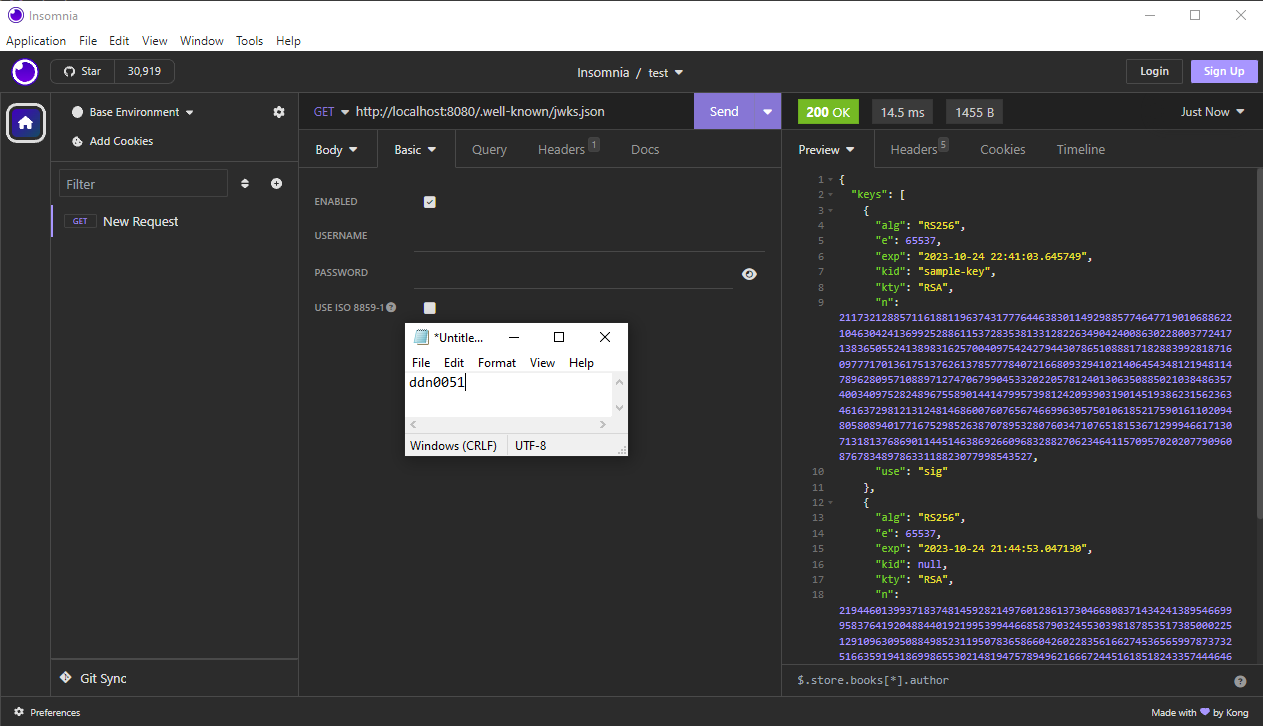 Insomnia
Application File Edit View Window Tools Help
Star 30,919
Insomnia / test
Login Sign Up
Base Environment
Add Cookies
Filter
GET New Request
Git Sync
Preferences
GET http://localhost:8080/.well-known/jwks.json Send
Body Basic Query Headers 1 Docs
ENABLED
USERNAME
PASSWORD
USE ISO 8859-1
*Untitle...
File Edit Format View Help
ddn0051
Windows (CRLF) UTF-8
200 OK 14.5 ms 1455 B Just Now
Preview Headers 5 Cookies Timeline
1 {
2 "keys": [
3 {
4 "alg": "RS256",
5 "e": 65537,
6 "exp": "2023-10-24 22:41:03.645749",
7 "kid": "sample-key",
8 "kty": "RSA",
9 "n":
10 "use": "sig"
11 },
12 {
13 "alg": "RS256",
14 "e": 65537,
15 "exp": "2023-10-24 21:44:53.047130",
16 "kid": null,
17 "kty": "RSA",
18 "n":
$.store.books[*].author
Made with by Kong